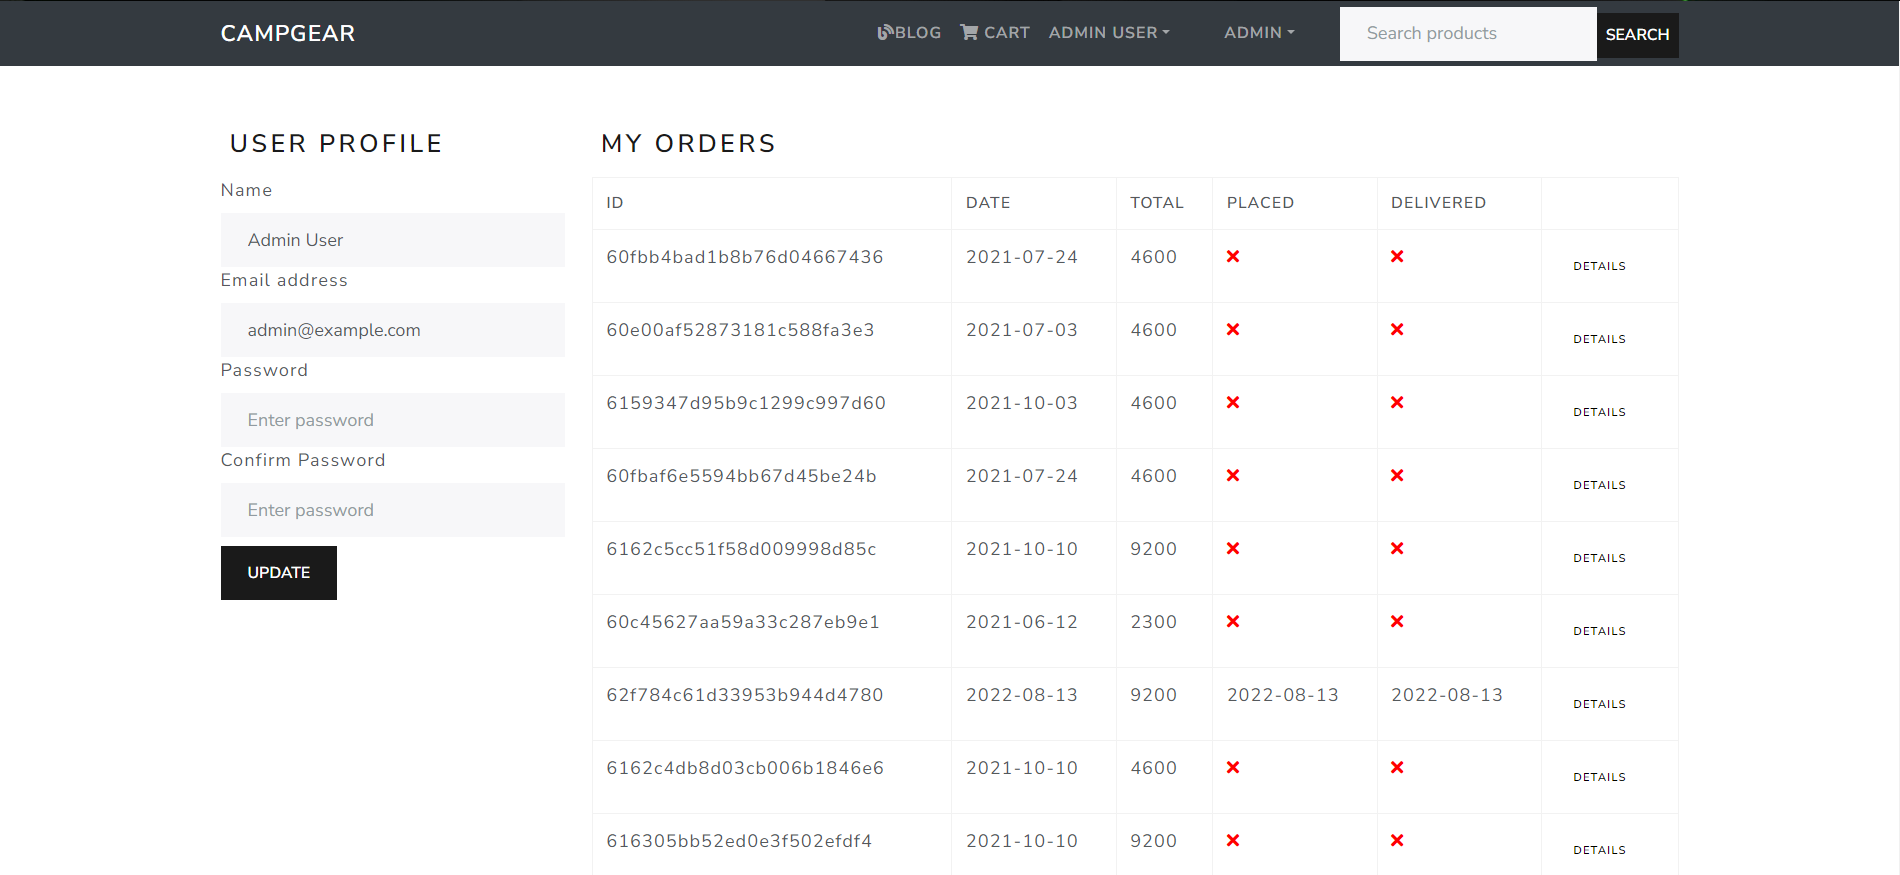 CAMPGEAR BLOG CART ADMIN USER ADMIN Search products SEARCH
USER PROFILE
Name
Admin User
Email address
admin@example.com
Password
Enter password
Confirm Password
Enter password
UPDATE
MY ORDERS
ID DATE TOTAL PLACED DELIVERED
60fbb4bad1b8b76d04667436 2021-07-24 4600 DETAILS
60e00af52873181c588fa3e3 2021-07-03 4600 DETAILS
6159347d95b9c1299c997d60 2021-10-03 4600 DETAILS
60fbaf6e5594bb67d45be24b 2021-07-24 4600 DETAILS
6162c5cc51f58d009998d85c 2021-10-10 9200 DETAILS
60c45627aa59a33c287eb9e1 2021-06-12 2300 DETAILS
62f784c61d33953b944d4780 2022-08-13 9200 2022-08-13 2022-08-13 DETAILS
6162c4db8d03cb006b1846e6 2021-10-10 4600 DETAILS
616305bb52ed0e3f502efdf4 2021-10-10 9200 DETAILS